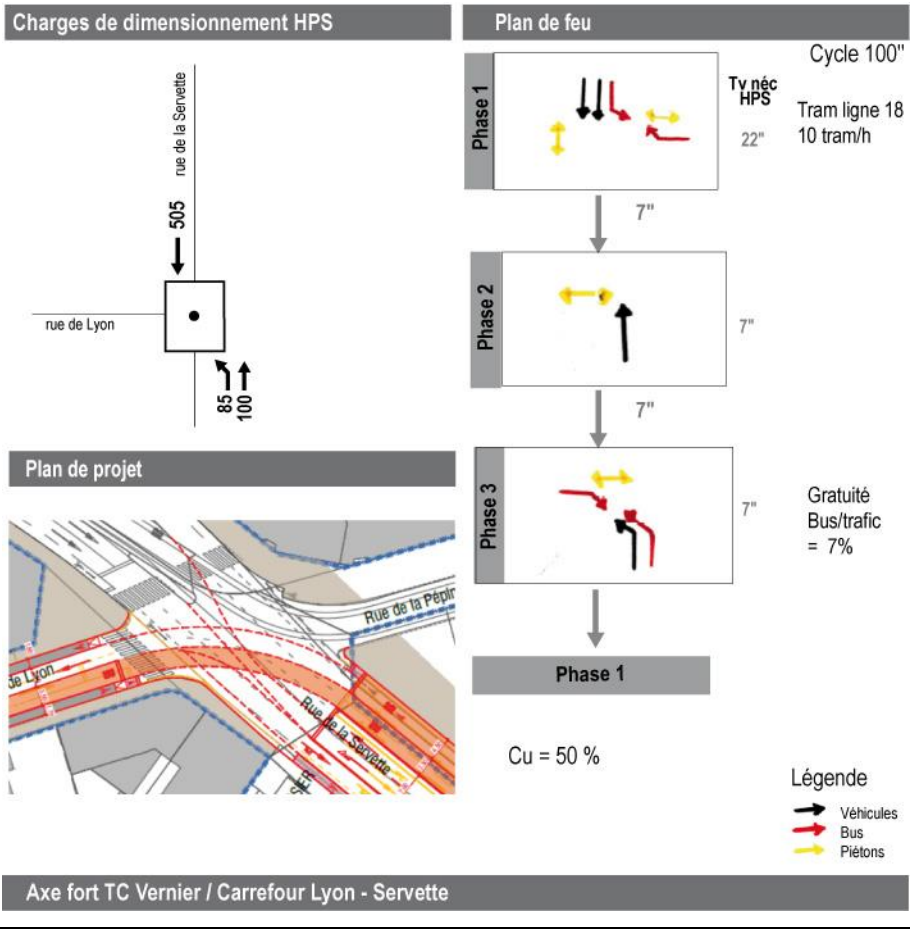 Charges de dimensionnement HPS
rue de la Servette
505
rue de Lyon
85
100
Plan de projet
de Lyon
Rue de la Pépin
Rue de la Servette
Plan de feu
Cycle 100"
Phase 1
Tv néc
HPS
22"
Tram ligne 18
10 tram/h
7"
Phase 2
7"
7"
Phase 3
7"
Gratuité
Bus/trafic
= 7%
Phase 1
Cu = 50 %
Légende
Véhicules
Bus
Piétons
Axe fort TC Vernier / Carrefour Lyon - Servette